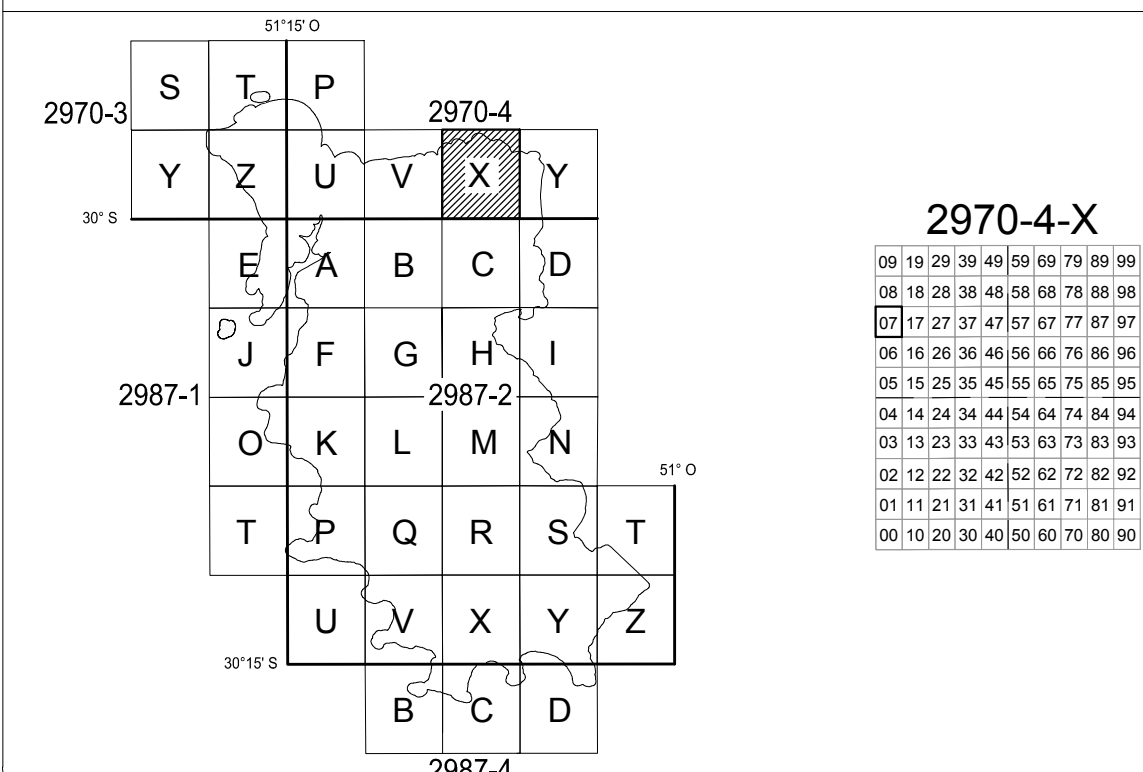 51°15' O
S T P
2970-3 2970-4
Y Z U V X Y
30° S
E A B C D
J F G H I
2987-1 2987-2
O K L M N
51° O
T P Q R S T
U V X Y Z
30°15' S
B C D
2987-4
2970-4-X
09 19 29 39 49 59 69 79 89 99
08 18 28 38 48 58 68 78 88 98
07 17 27 37 47 57 67 77 87 97
06 16 26 36 46 56 66 76 86 96
05 15 25 35 45 55 65 75 85 95
04 14 24 34 44 54 64 74 84 94
03 13 23 33 43 53 63 73 83 93
02 12 22 32 42 52 62 72 82 92
01 11 21 31 41 51 61 71 81 91
00 10 20 30 40 50 60 70 80 90